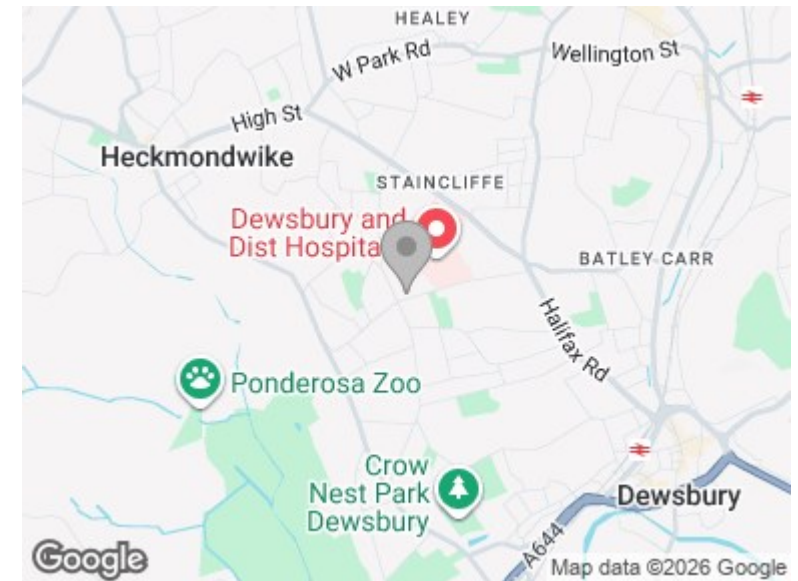 HEALEY
W Park Rd
Wellington St
High St
Heckmondwike
STAINCLIFFE
Dewsbury and
Dist Hospita
BATLEY CARR
Halifax Rd
Ponderosa Zoo
Crow
Nest Park
Dewsbury
Dewsbury
A644
Google
Map data ©2026 Google